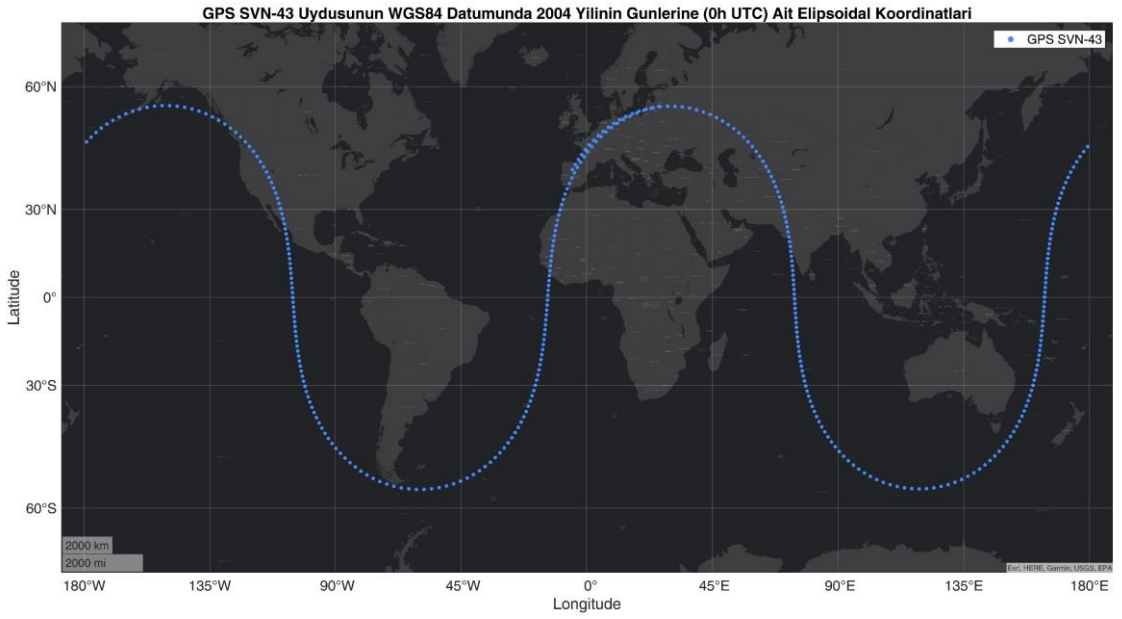 GPS SVN-43 Uydusunun WGS84 Datumunda 2004 Yilinin Gunlerine (0h UTC) Ait Elipsoidal Koordinatlari
GPS SVN-43
60°N
30°N
0°
30°S
60°S
Latitude
2000 km
2000 mi
Esri, HERE, Garmin, USGS, EPA
180°W 135°W 90°W 45°W 0° 45°E 90°E 135°E 180°E
Longitude